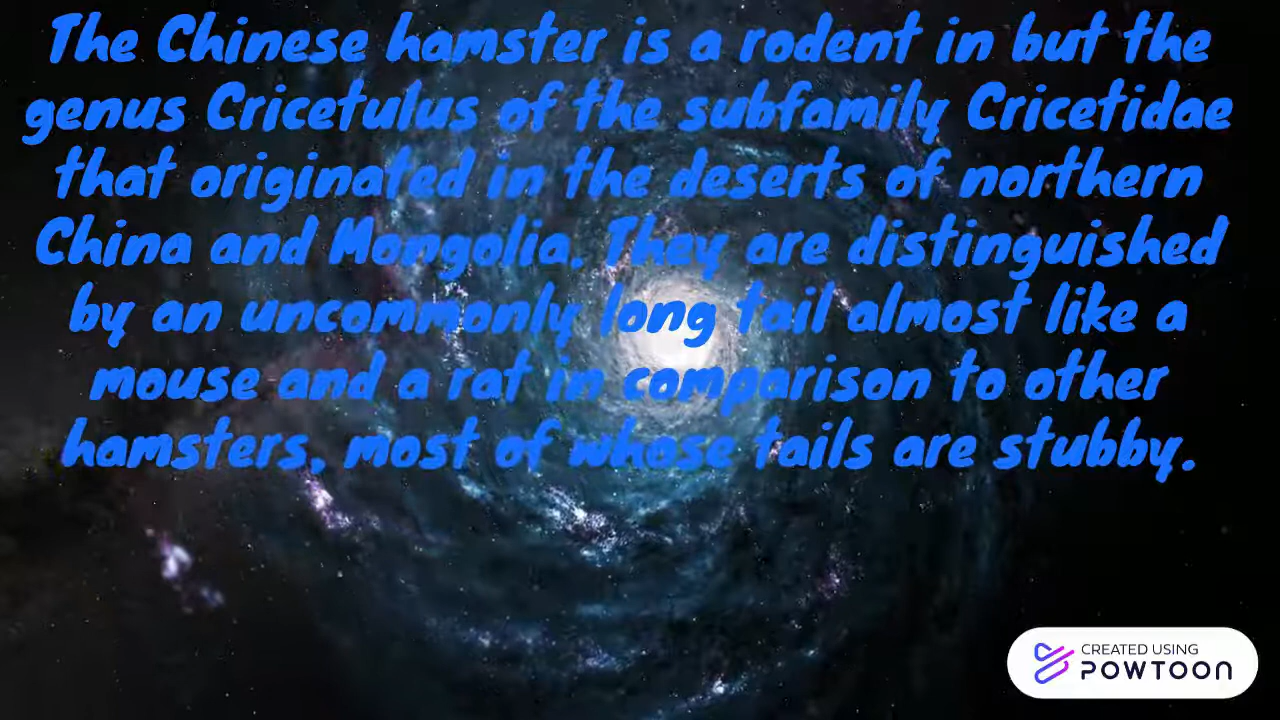 The Chinese hamster is a rodent in but the
genus Cricetulus of the subfamily Cricetidae
that originated in the deserts of northern
China and Mongolia. They are distinguished
by an uncommonly long tail almost like a
mouse and a rat in comparison to other
hamsters, most of whose tails are stubby.
CREATED USING
POWTOON